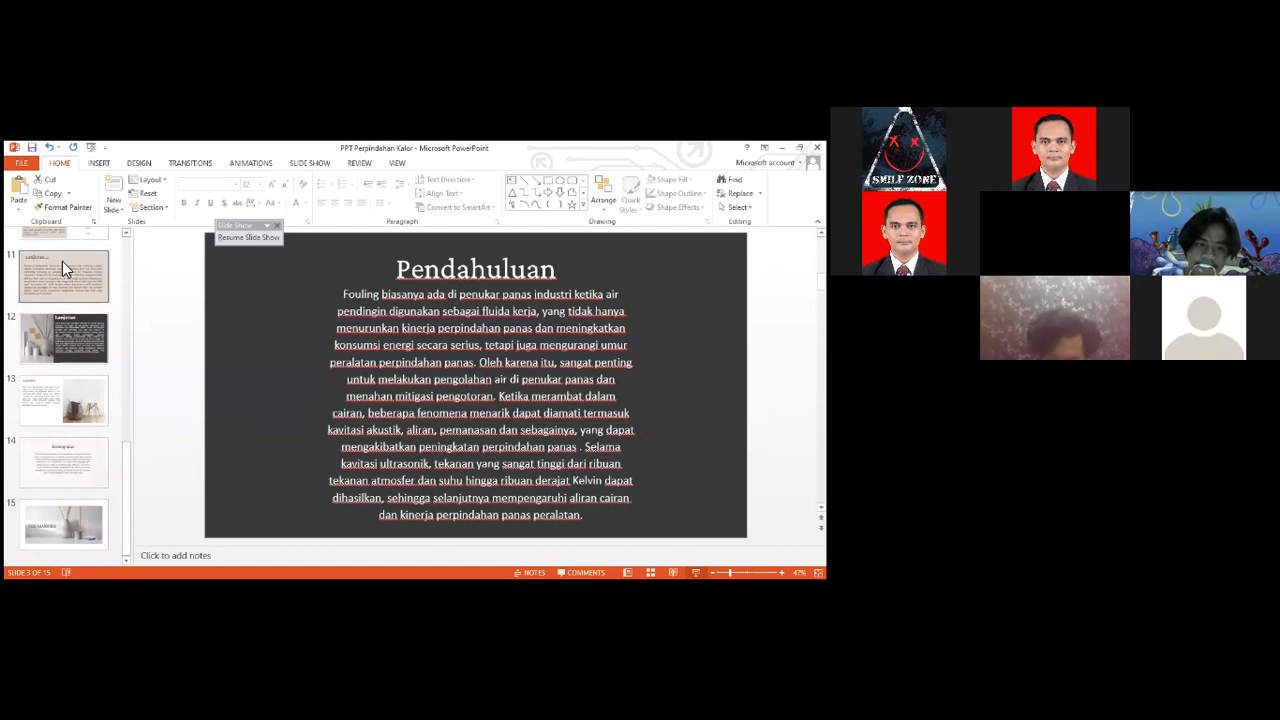 PPT Perpindahan Kalor - Microsoft PowerPoint
FILE HOME INSERT DESIGN TRANSITIONS ANIMATIONS SLIDE SHOW REVIEW VIEW Microsoft account
Cut
Copy
Format Painter
Paste
Clipboard
New
Slide
Layout
Reset
Section
Slides
32
Text Direction
Align Text
Convert to SmartArt
Paragraph
Arrange
Quick
Styles
Shape Fill
Shape Outline
Shape Effects
Drawing
Find
Replace
Select
Editing
Slide Show
Resume Slide Show
11
12
Lanjutan
13
14
15
Pendahuluan
Fouling biasanya ada di penukar panas industri ketika air
pendingin digunakan sebagai fluida kerja, yang tidak hanya
menurunkan kinerja perpindahan panas dan meningkatkan
konsumsi energi secara serius, tetapi juga mengurangi umur
peralatan perpindahan panas. Oleh karena itu, sangat penting
untuk melakukan pengolahan air di penukar panas dan
menahan mitigasi pengotoran. Ketika merambat dalam
cairan, beberapa fenomena menarik dapat diamati termasuk
kavitasi akustik, aliran, pemanasan dan sebagainya, yang dapat
mengakibatkan peningkatan perpindahan panas . Selama
kavitasi ultrasonik, tekanan yang sangat tinggi dari ribuan
tekanan atmosfer dan suhu hingga ribuan derajat Kelvin dapat
dihasilkan, sehingga selanjutnya mempengaruhi aliran cairan
dan kinerja perpindahan panas peralatan.
Click to add notes
SLIDE 3 OF 15
NOTES
COMMENTS
47%
SMILE ZONE